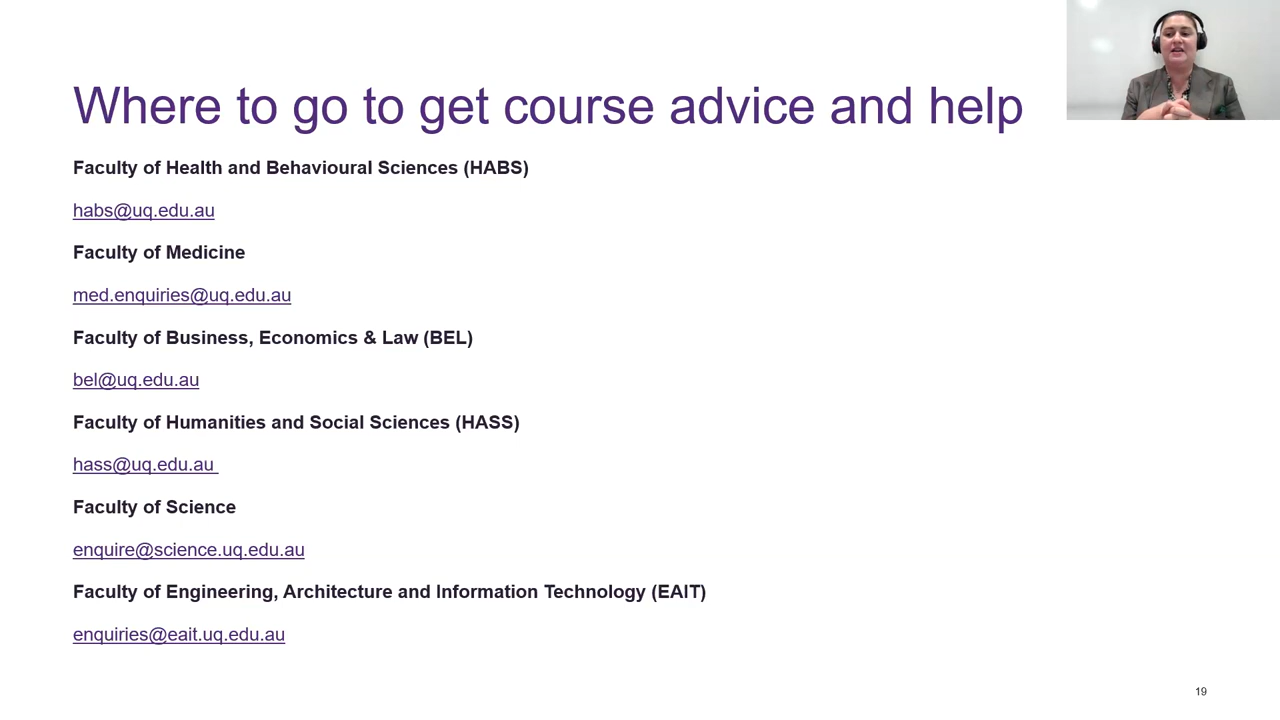 Where to go to get course advice and help
Faculty of Health and Behavioural Sciences (HABS)
habs@uq.edu.au
Faculty of Medicine
med.enquiries@uq.edu.au
Faculty of Business, Economics & Law (BEL)
bel@uq.edu.au
Faculty of Humanities and Social Sciences (HASS)
hass@uq.edu.au
Faculty of Science
enquire@science.uq.edu.au
Faculty of Engineering, Architecture and Information Technology (EAIT)
enquiries@eait.uq.edu.au
19